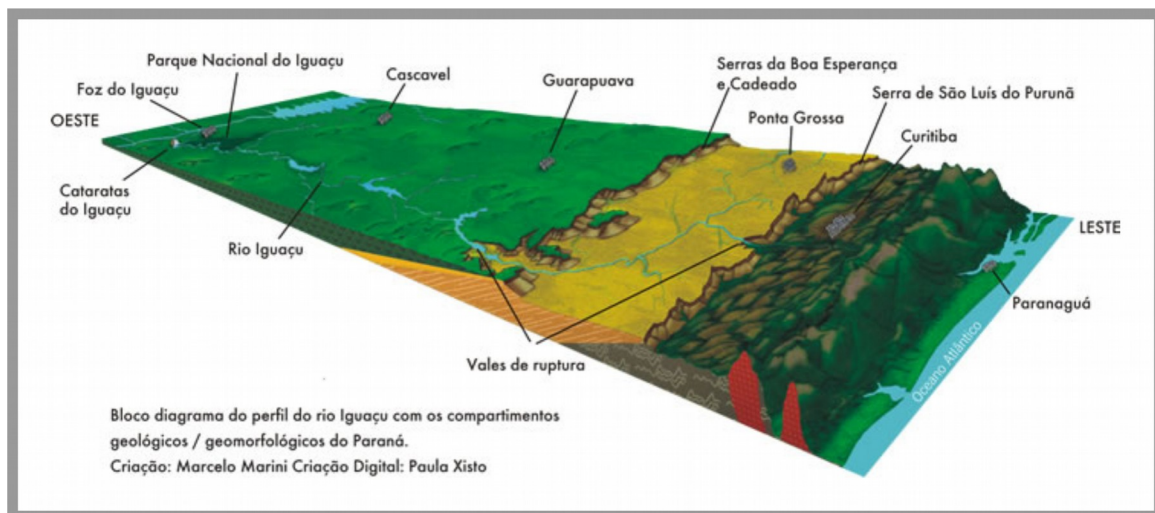 Parque Nacional do Iguaçu
Foz do Iguaçu
OESTE
Cascavel
Guarapuava
Serras da Boa Esperança
e Cadeado
Serra de São Luís do Purunã
Ponta Grossa
Curitiba
LESTE
Cataratas
do Iguaçu
Rio Iguaçu
Paranaguá
Oceano Atlântico
Vales de ruptura
Bloco diagrama do perfil do rio Iguaçu com os compartimentos
geológicos / geomorfológicos do Paraná.
Criação: Marcelo Marini Criação Digital: Paula Xisto